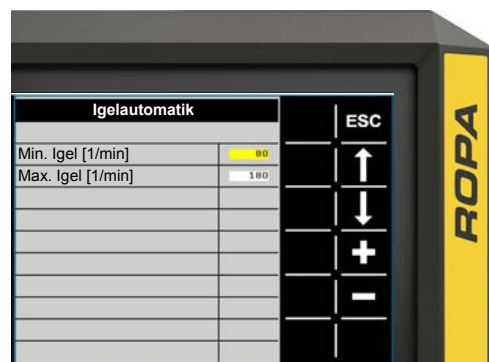 Igelautomatik
ESC
Min. Igel [1/min] 80
Max. Igel [1/min] 180
ROPA